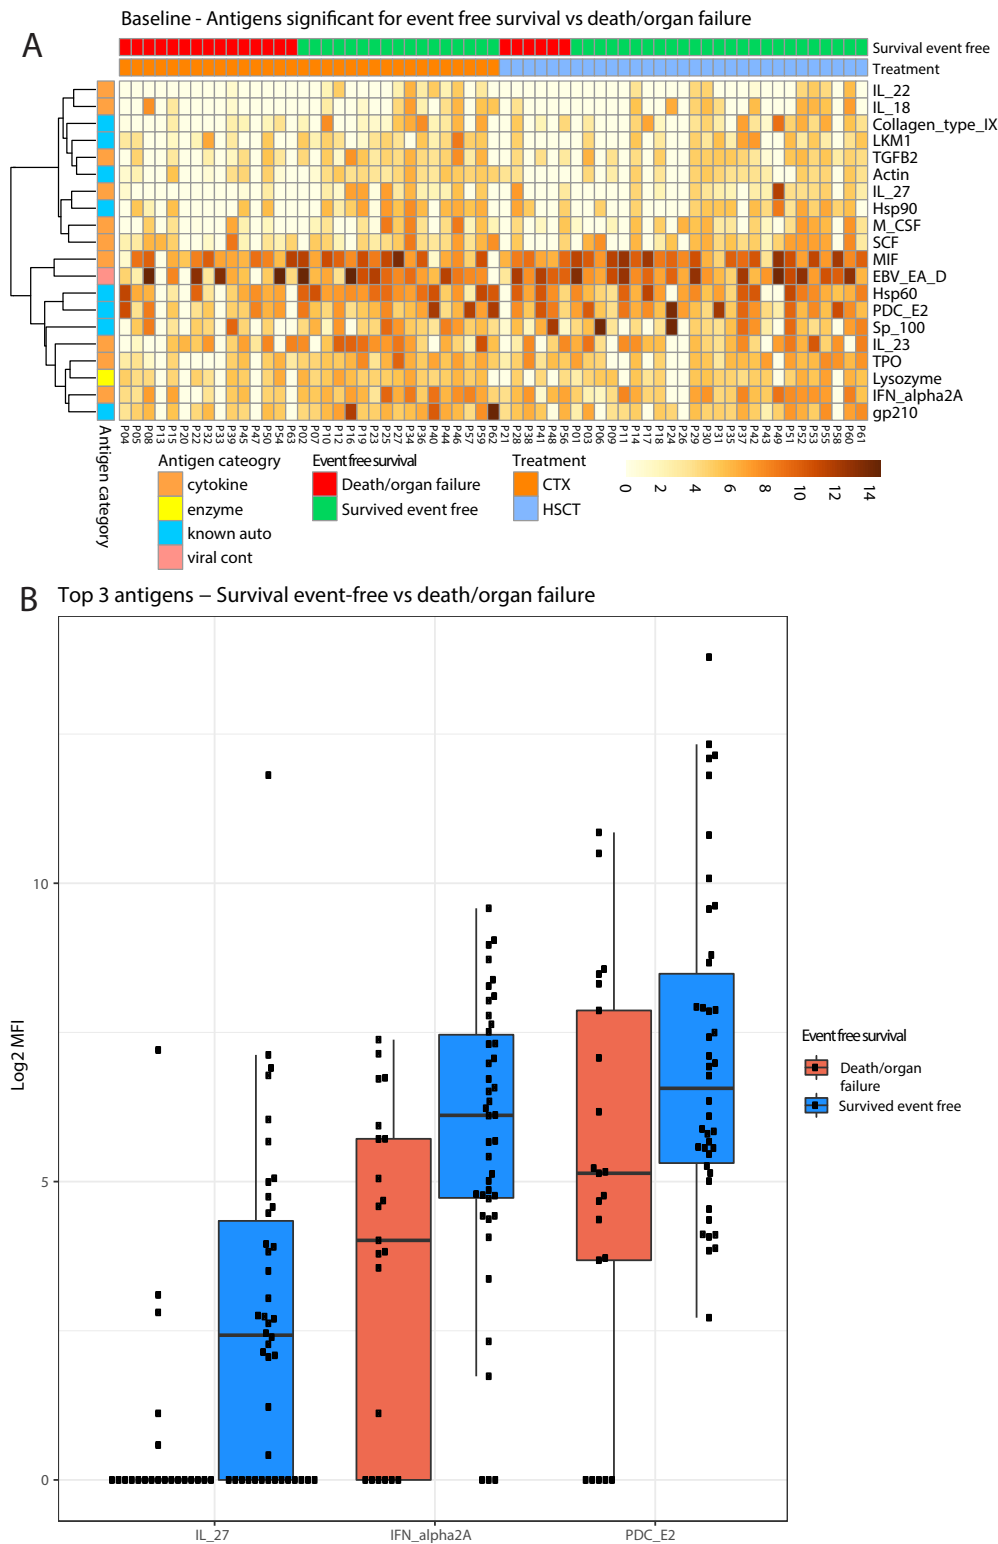 Baseline - Antigens significant for event free survival vs death/organ failure
A
Survival event free
Treatment
IL_22
IL_18
Collagen_type_IX
LKM1
TGFB2
Actin
IL_27
Hsp90
M_CSF
SCF
MIF
EBV_EA_D
Hsp60
PDC_E2
Sp_100
IL_23
TPO
Lysozyme
IFN_alpha2A
gp210
P04 P05 P08 P13 P15 P20 P22 P32 P33 P39 P45 P47 P50 P54 P63 P02 P07 P10 P12 P16 P19 P23 P25 P27 P34 P36 P40 P44 P46 P57 P59 P62 P21 P28 P38 P41 P48 P56 P01 P03 P06 P09 P11 P14 P17 P18 P24 P26 P29 P30 P31 P35 P37 P42 P43 P49 P51 P52 P53 P55 P58 P60 P61
Antigen category
Antigen cateogry
cytokine
enzyme
known auto
viral cont
Event free survival
Death/organ failure
Survived event free
Treatment
CTX
HSCT
0 2 4 6 8 10 12 14
B
Top 3 antigens – Survival event-free vs death/organ failure
Log2 MFI
10
5
0
IL_27
IFN_alpha2A
PDC_E2
Event free survival
Death/organ
failure
Survived event free